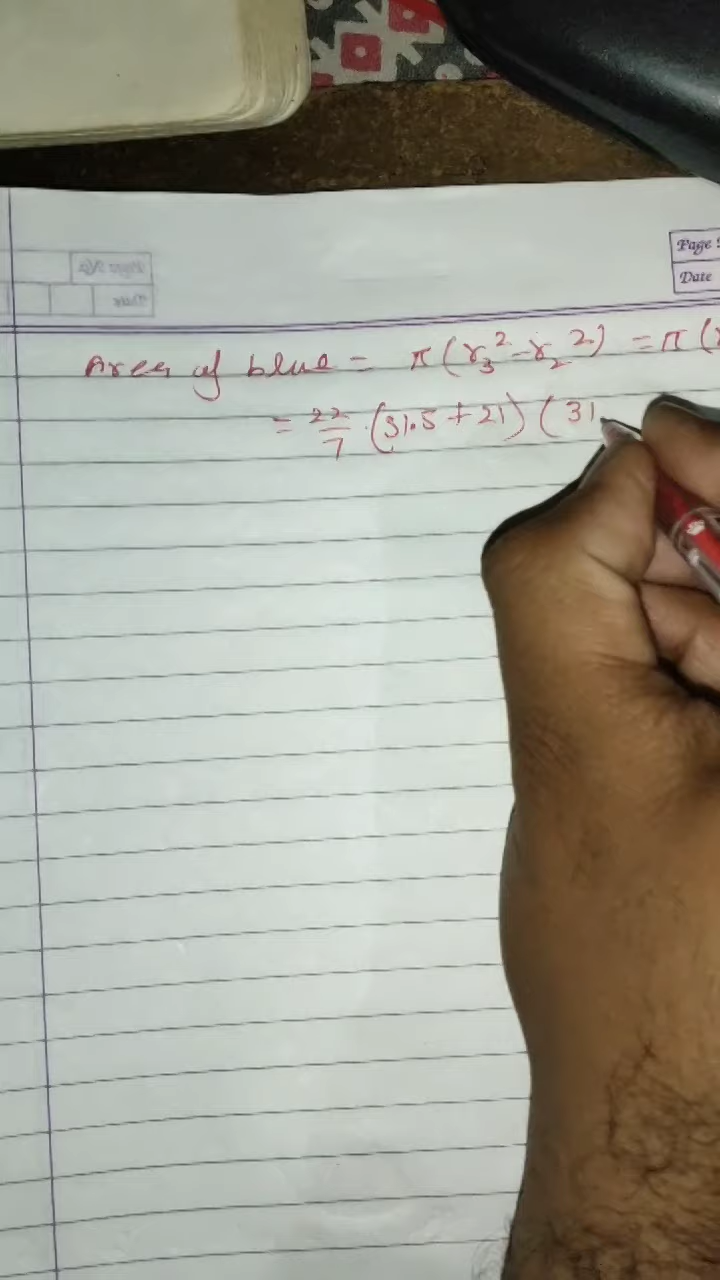 Page
Date
Area of blue = π(r₃² - r₂²) = π(
= 22/7 (31.5 + 21) (31.